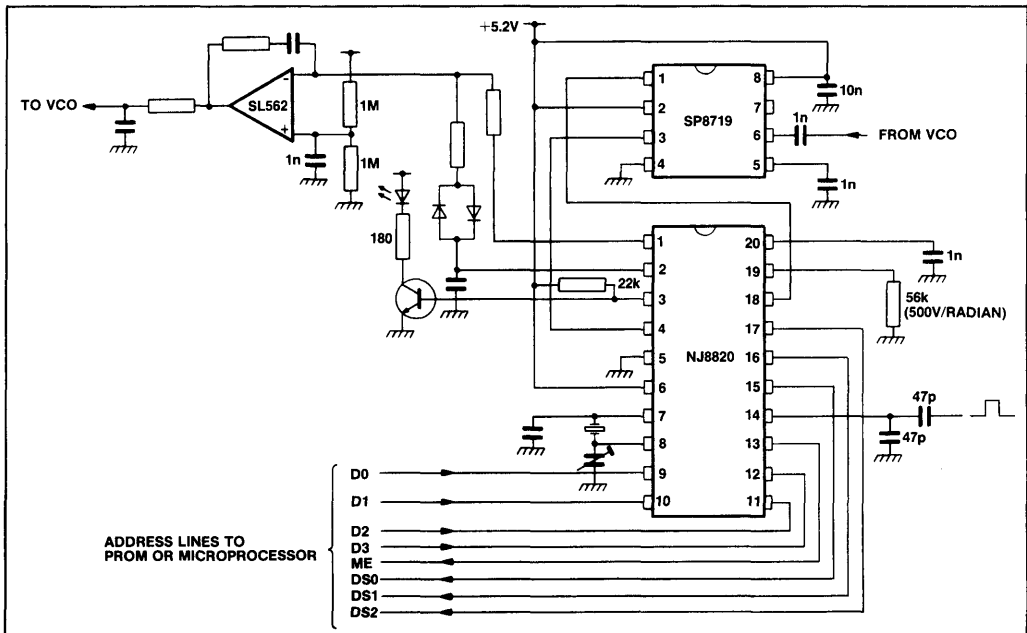 +5.2V
TO VCO
SL562
-
+
1M
1M
1n
180
22k
SP8719
1
2
3
4
8
7
6
5
10n
1n
FROM VCO
1n
NJ8820
1
2
3
4
5
6
7
8
9
10
20
19
18
17
16
15
14
13
12
11
1n
56k
(500V/RADIAN)
47p
47p
ADDRESS LINES TO
PROM OR MICROPROCESSOR
D0
D1
D2
D3
ME
DS0
DS1
DS2